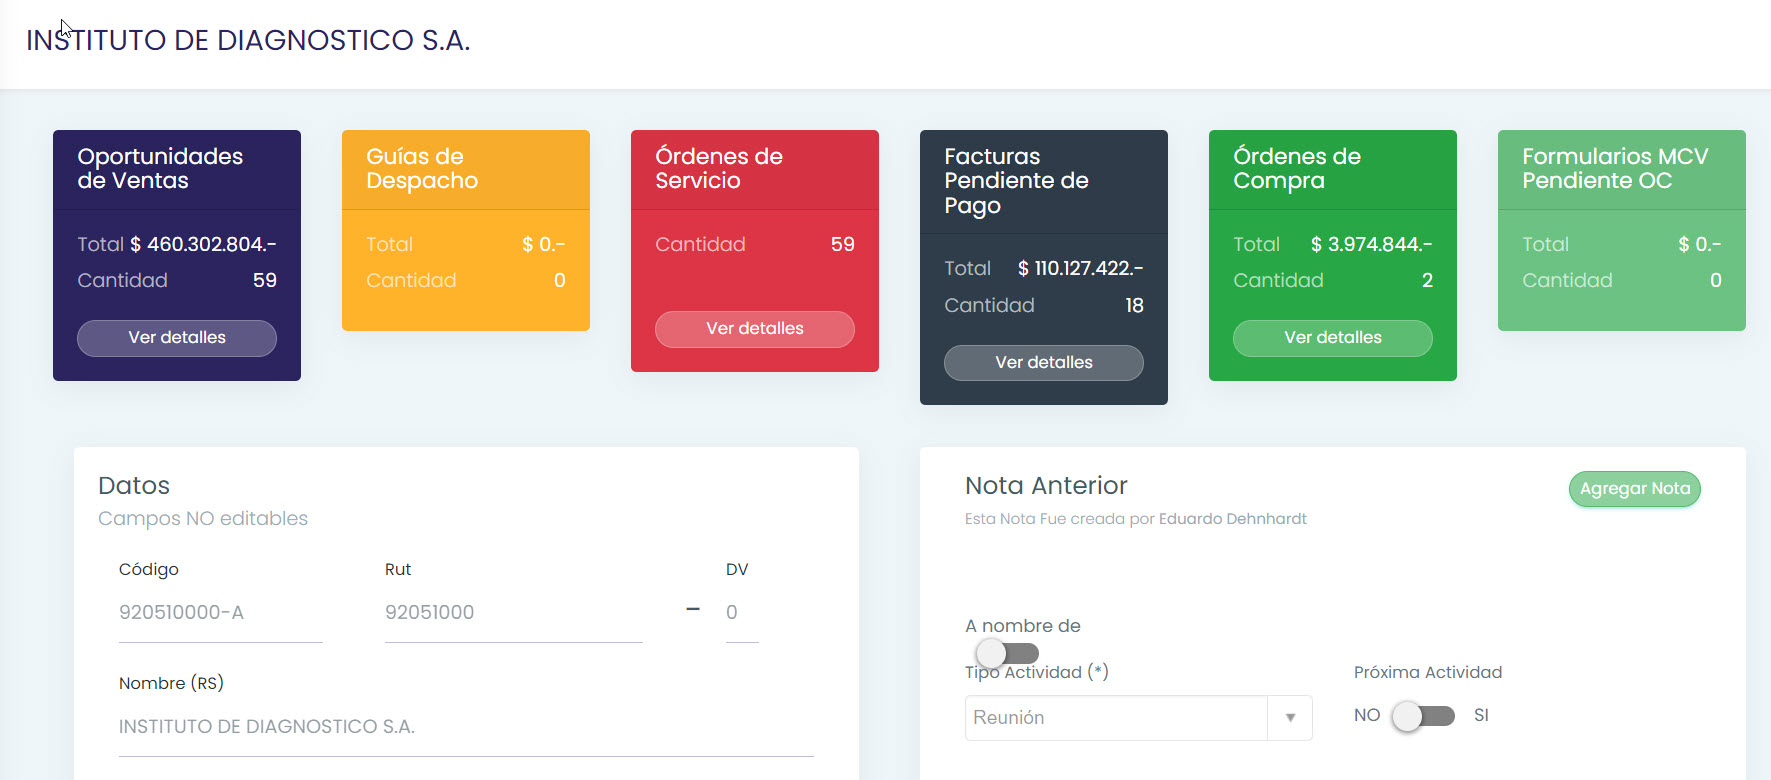 INSTITUTO DE DIAGNOSTICO S.A.
Oportunidades
de Ventas
Total $ 460.302.804.-
Cantidad 59
Ver detalles
Guías de
Despacho
Total $ 0.-
Cantidad 0
Órdenes de
Servicio
Cantidad 59
Ver detalles
Facturas
Pendiente de
Pago
Total $ 110.127.422.-
Cantidad 18
Ver detalles
Órdenes de
Compra
Total $ 3.974.844.-
Cantidad 2
Ver detalles
Formularios MCV
Pendiente OC
Total $ 0.-
Cantidad 0
Datos
Campos NO editables
Código Rut DV
920510000-A 92051000 - 0
Nombre (RS)
INSTITUTO DE DIAGNOSTICO S.A.
Nota Anterior
Agregar Nota
Esta Nota Fue creada por Eduardo Dehnhardt
A nombre de
Tipo Actividad (*) Próxima Actividad
Reunión NO SI